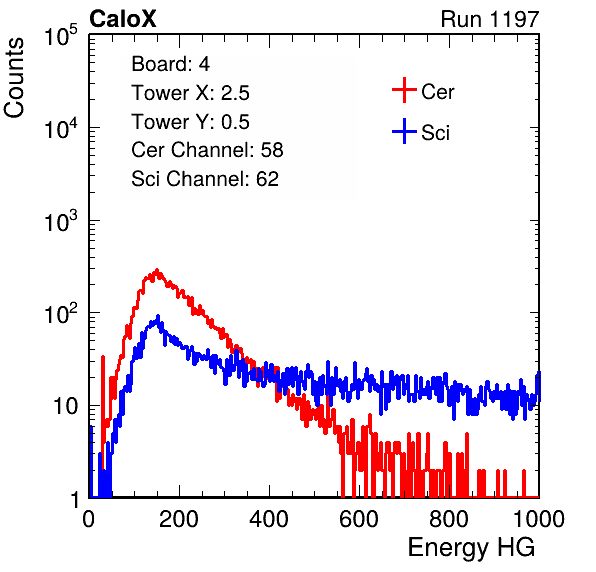 CaloX Run 1197
Counts
Board: 4
Tower X: 2.5
Tower Y: 0.5
Cer Channel: 58
Sci Channel: 62
Cer
Sci
10^5
10^4
10^3
10^2
10
1
0 200 400 600 800 1000
Energy HG